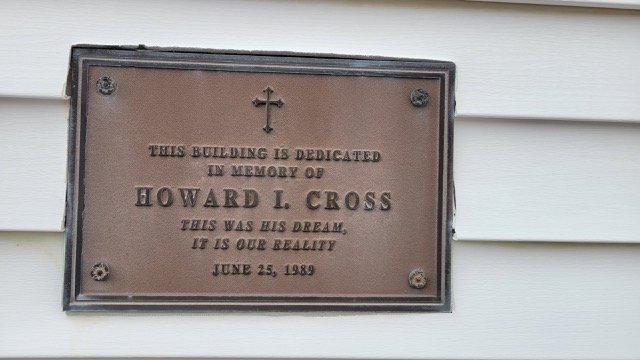 THIS BUILDING IS DEDICATED
IN MEMORY OF
HOWARD I. CROSS
THIS WAS HIS DREAM,
IT IS OUR REALITY
JUNE 25, 1989